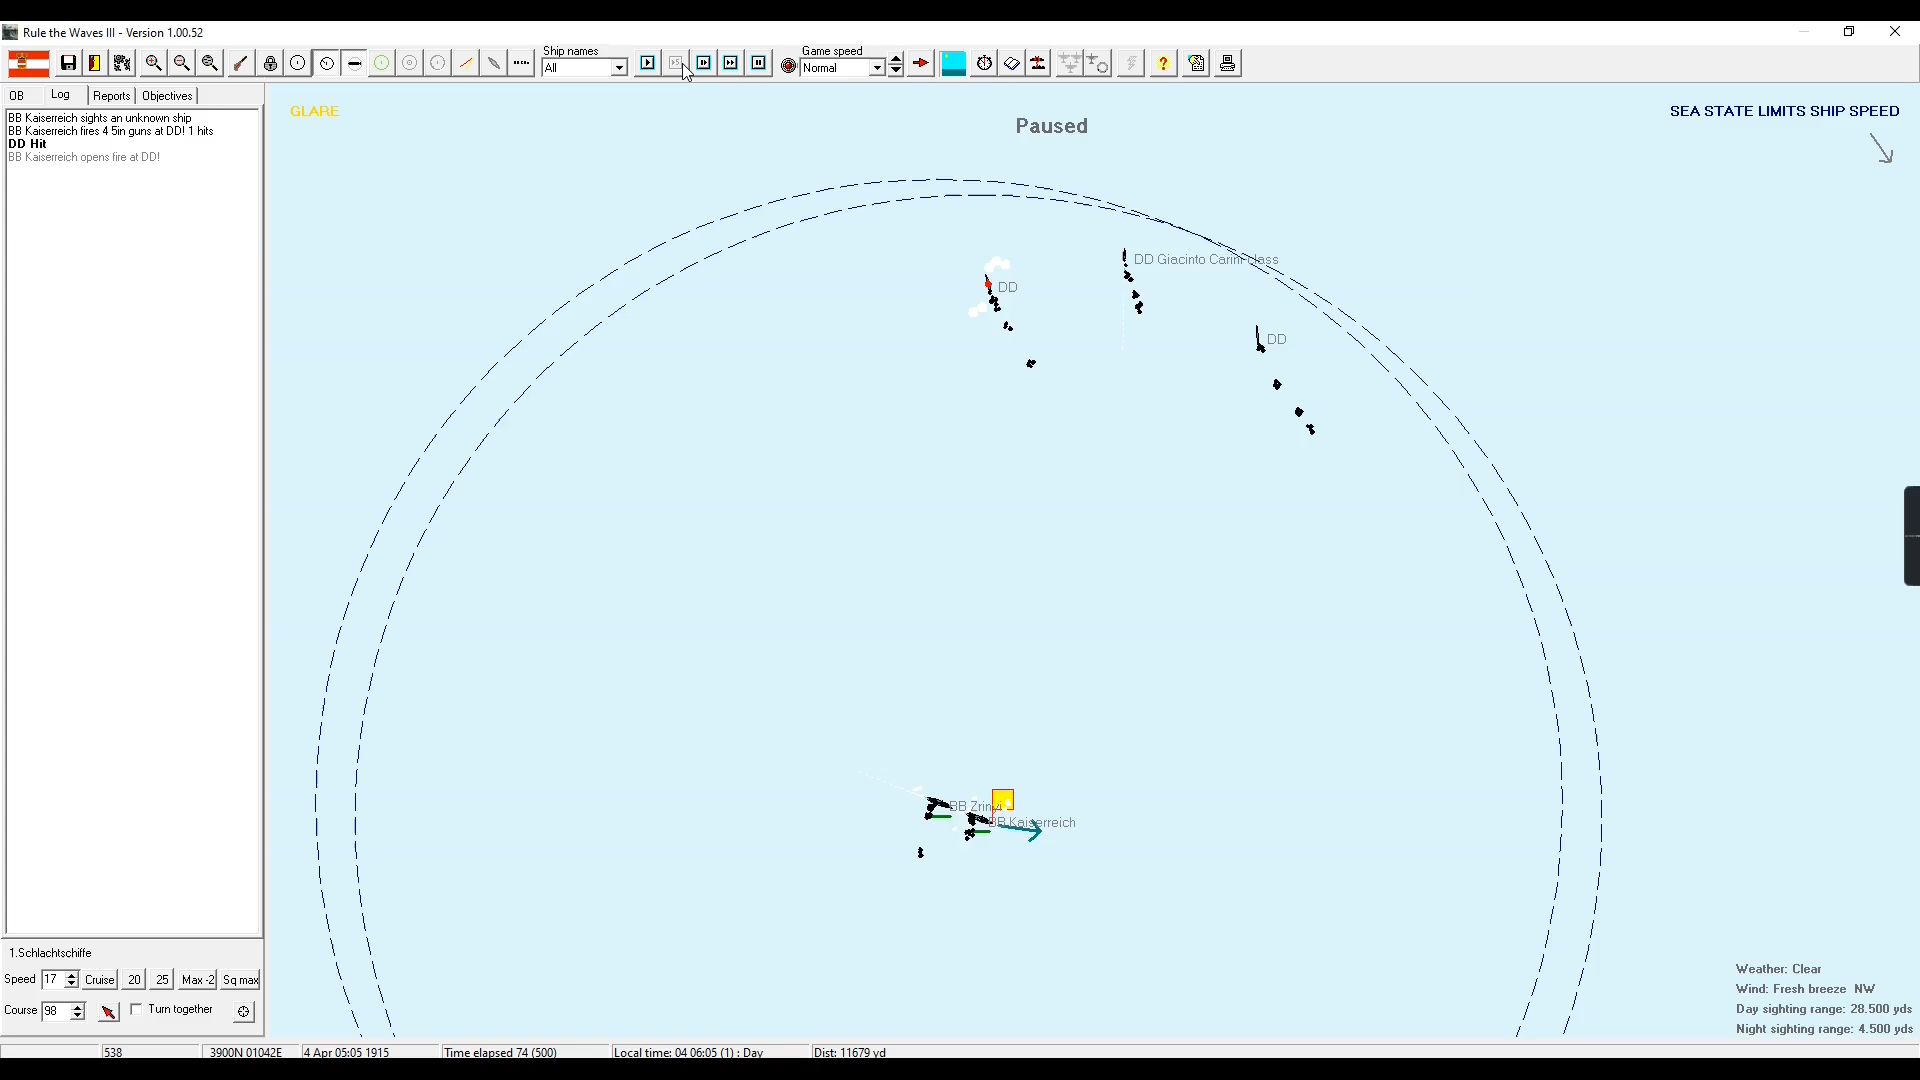 Rule the Waves III - Version 1.00.52
Ship names
All
Game speed
Normal
OB
Log
Reports
Objectives
BB Kaiserreich sights an unknown ship
BB Kaiserreich fires 4 5in guns at DD! 1 hits
DD Hit
BB Kaiserreich opens fire at DD!
GLARE
Paused
SEA STATE LIMITS SHIP SPEED
DD Giacinto Carini-class
DD
DD
BB Zrinyi
BB Kaiserreich
1.Schlachtschiffe
Speed 17 Cruise 20 25 Max -2 Sq max
Course 98 Turn together
Weather: Clear
Wind: Fresh breeze NW
Day sighting range: 28.500 yds
Night sighting range: 4.500 yds
538 3900N 01042E 4 Apr 05:05 1915 Time elapsed 74 (500) Local time: 04 06:05 (1) : Day Dist: 11679 yd